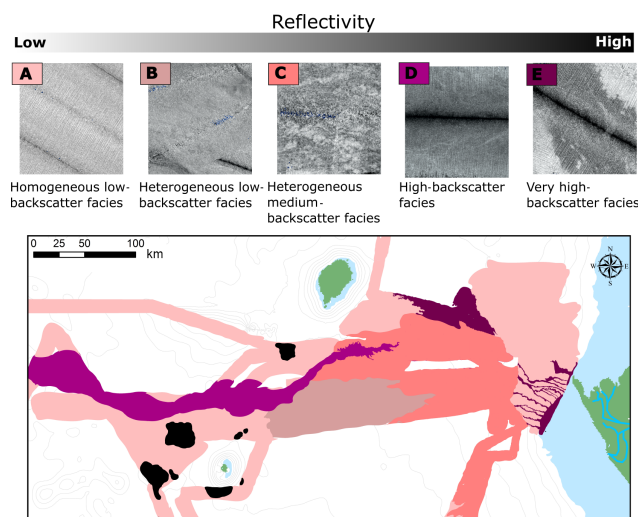 Reflectivity
Low High
A B C D E
Homogeneous low-
backscatter facies
Heterogeneous low-
backscatter facies
Heterogeneous
medium-
backscatter facies
High-backscatter
facies
Very high-
backscatter facies
0 25 50 100
km
N
W E
S